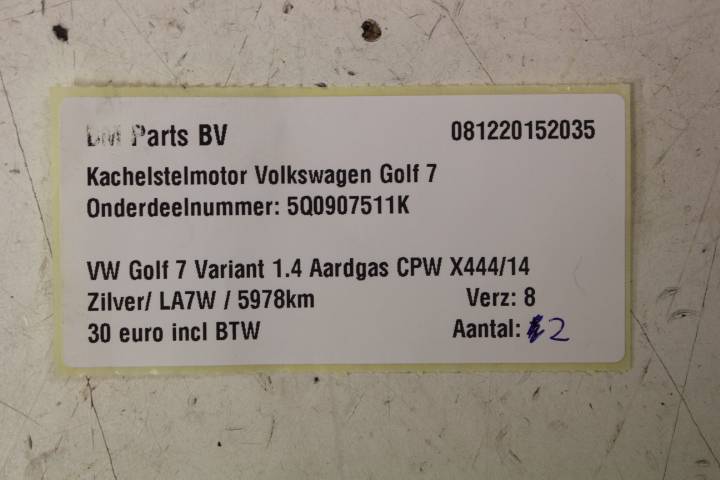 DM Parts BV 081220152035
Kachelstelmotor Volkswagen Golf 7
Onderdeelnummer: 5Q0907511K
VW Golf 7 Variant 1.4 Aardgas CPW X444/14
Zilver/ LA7W / 5978km Verz: 8
30 euro incl BTW Aantal: 2